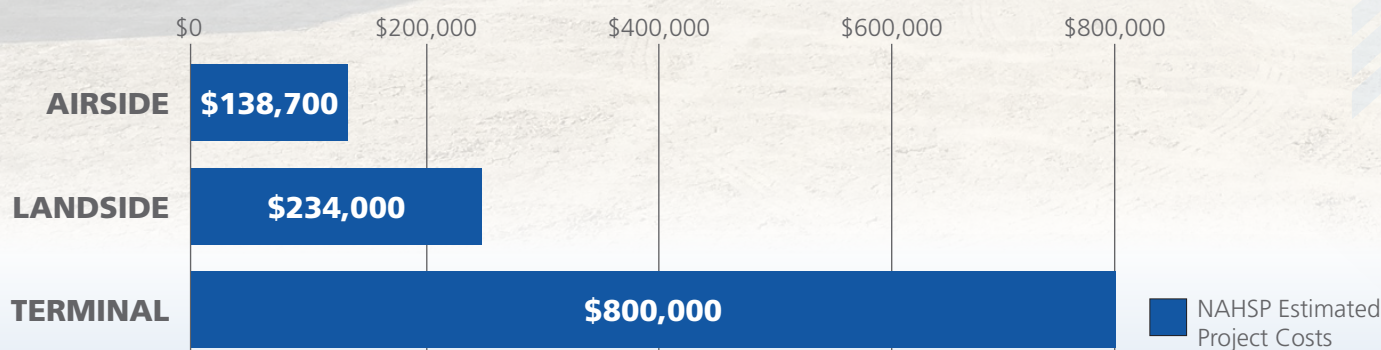 $0 $200,000 $400,000 $600,000 $800,000
AIRSIDE $138,700
LANDSIDE $234,000
TERMINAL $800,000
NAHSP Estimated
Project Costs